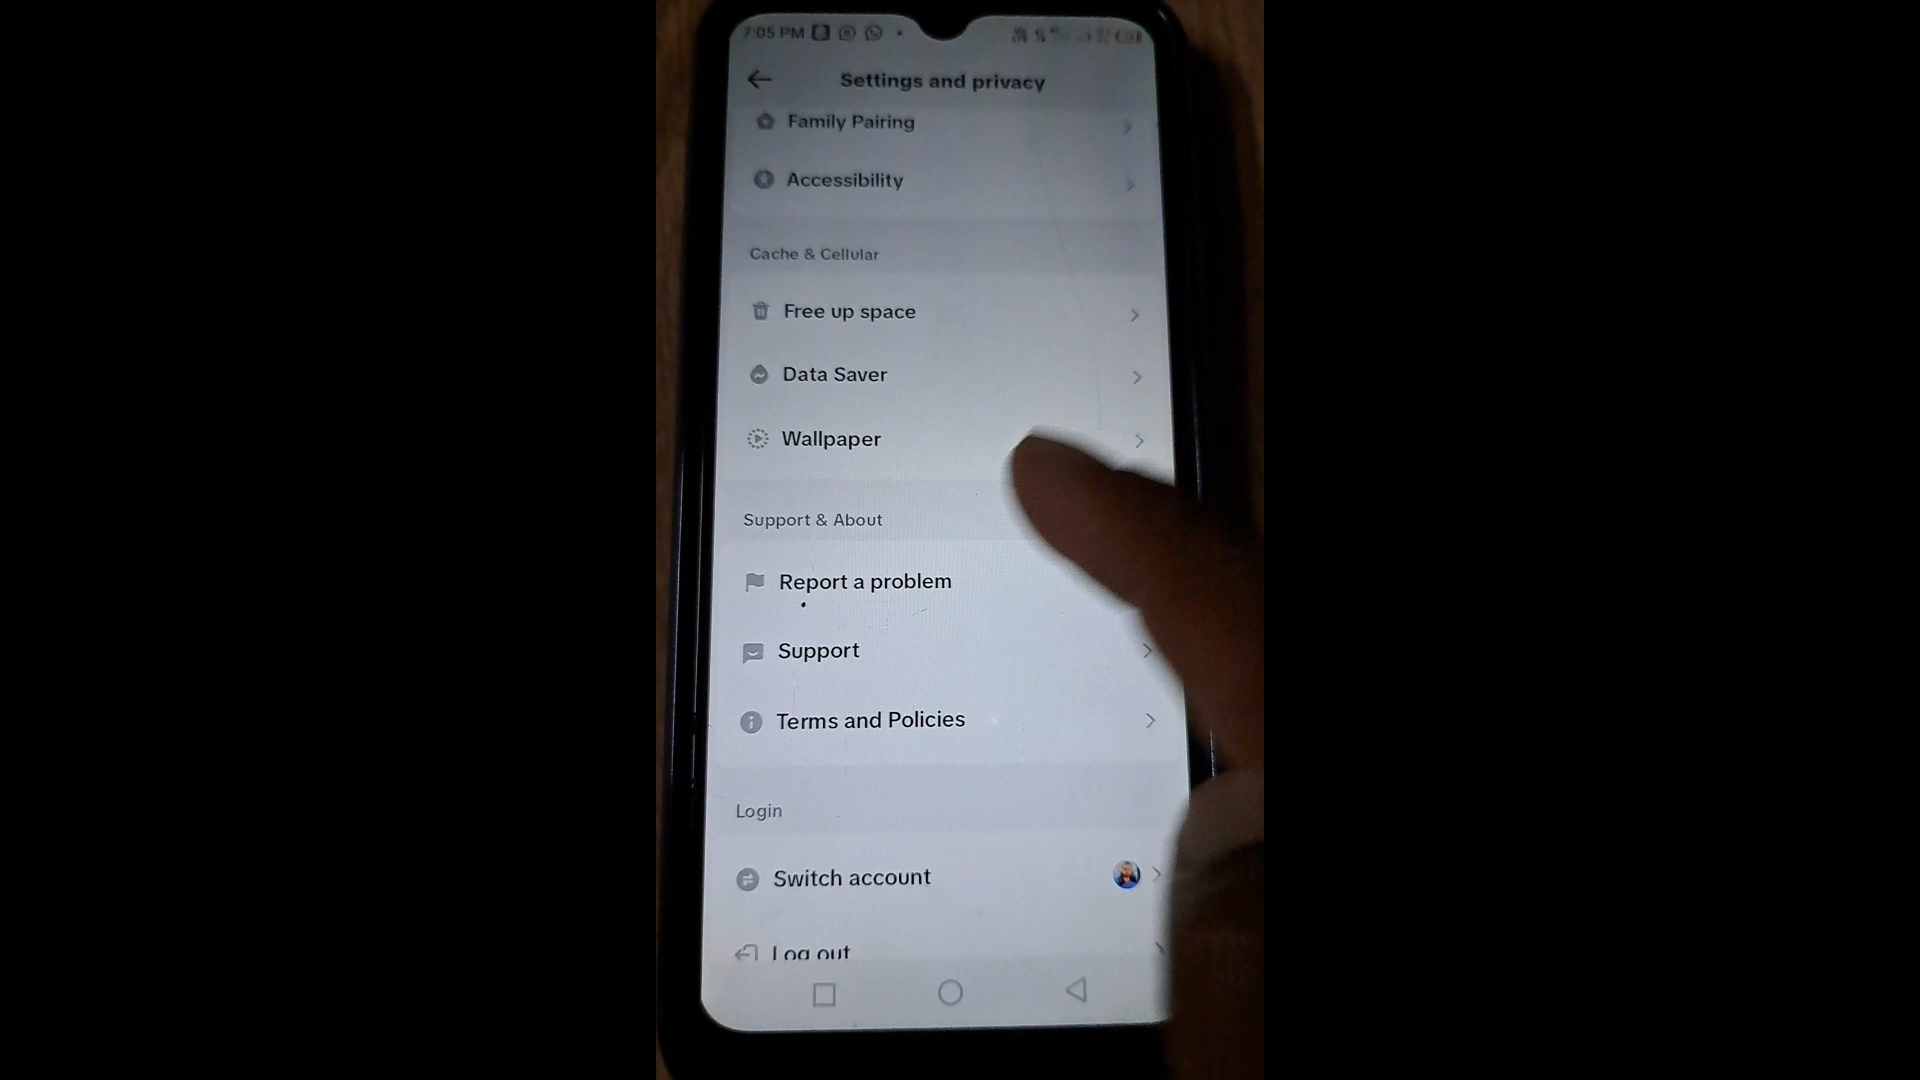 7:05 PM
Settings and privacy
Family Pairing
Accessibility
Cache & Cellular
Free up space
Data Saver
Wallpaper
Support & About
Report a problem
Support
Terms and Policies
Login
Switch account
Log out